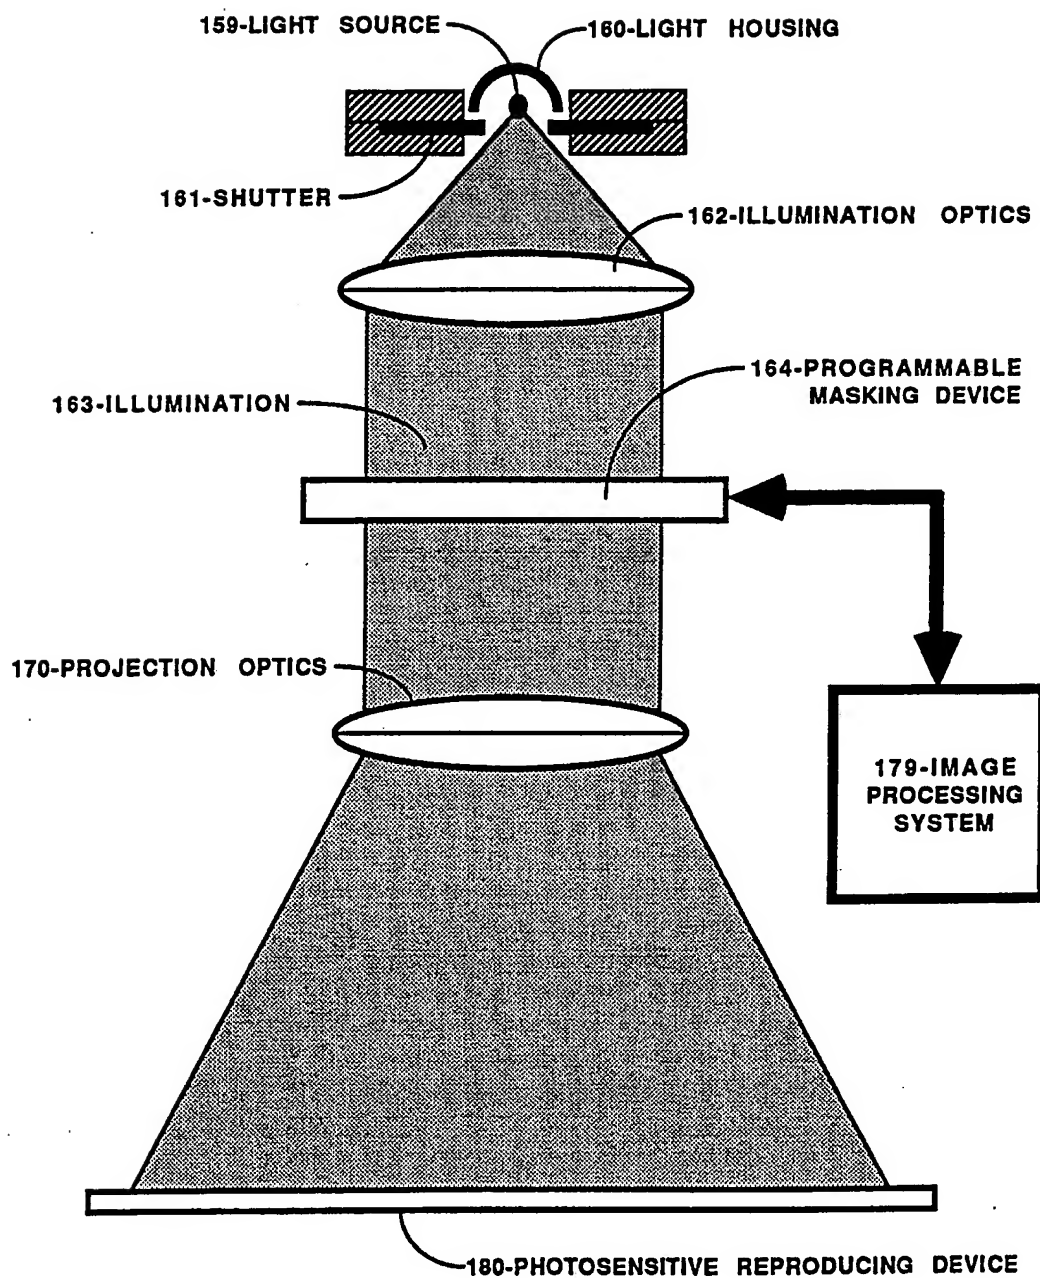 159-LIGHT SOURCE
160-LIGHT HOUSING
161-SHUTTER
162-ILLUMINATION OPTICS
164-PROGRAMMABLE
MASKING DEVICE
163-ILLUMINATION
170-PROJECTION OPTICS
179-IMAGE
PROCESSING
SYSTEM
180-PHOTOSENSITIVE REPRODUCING DEVICE